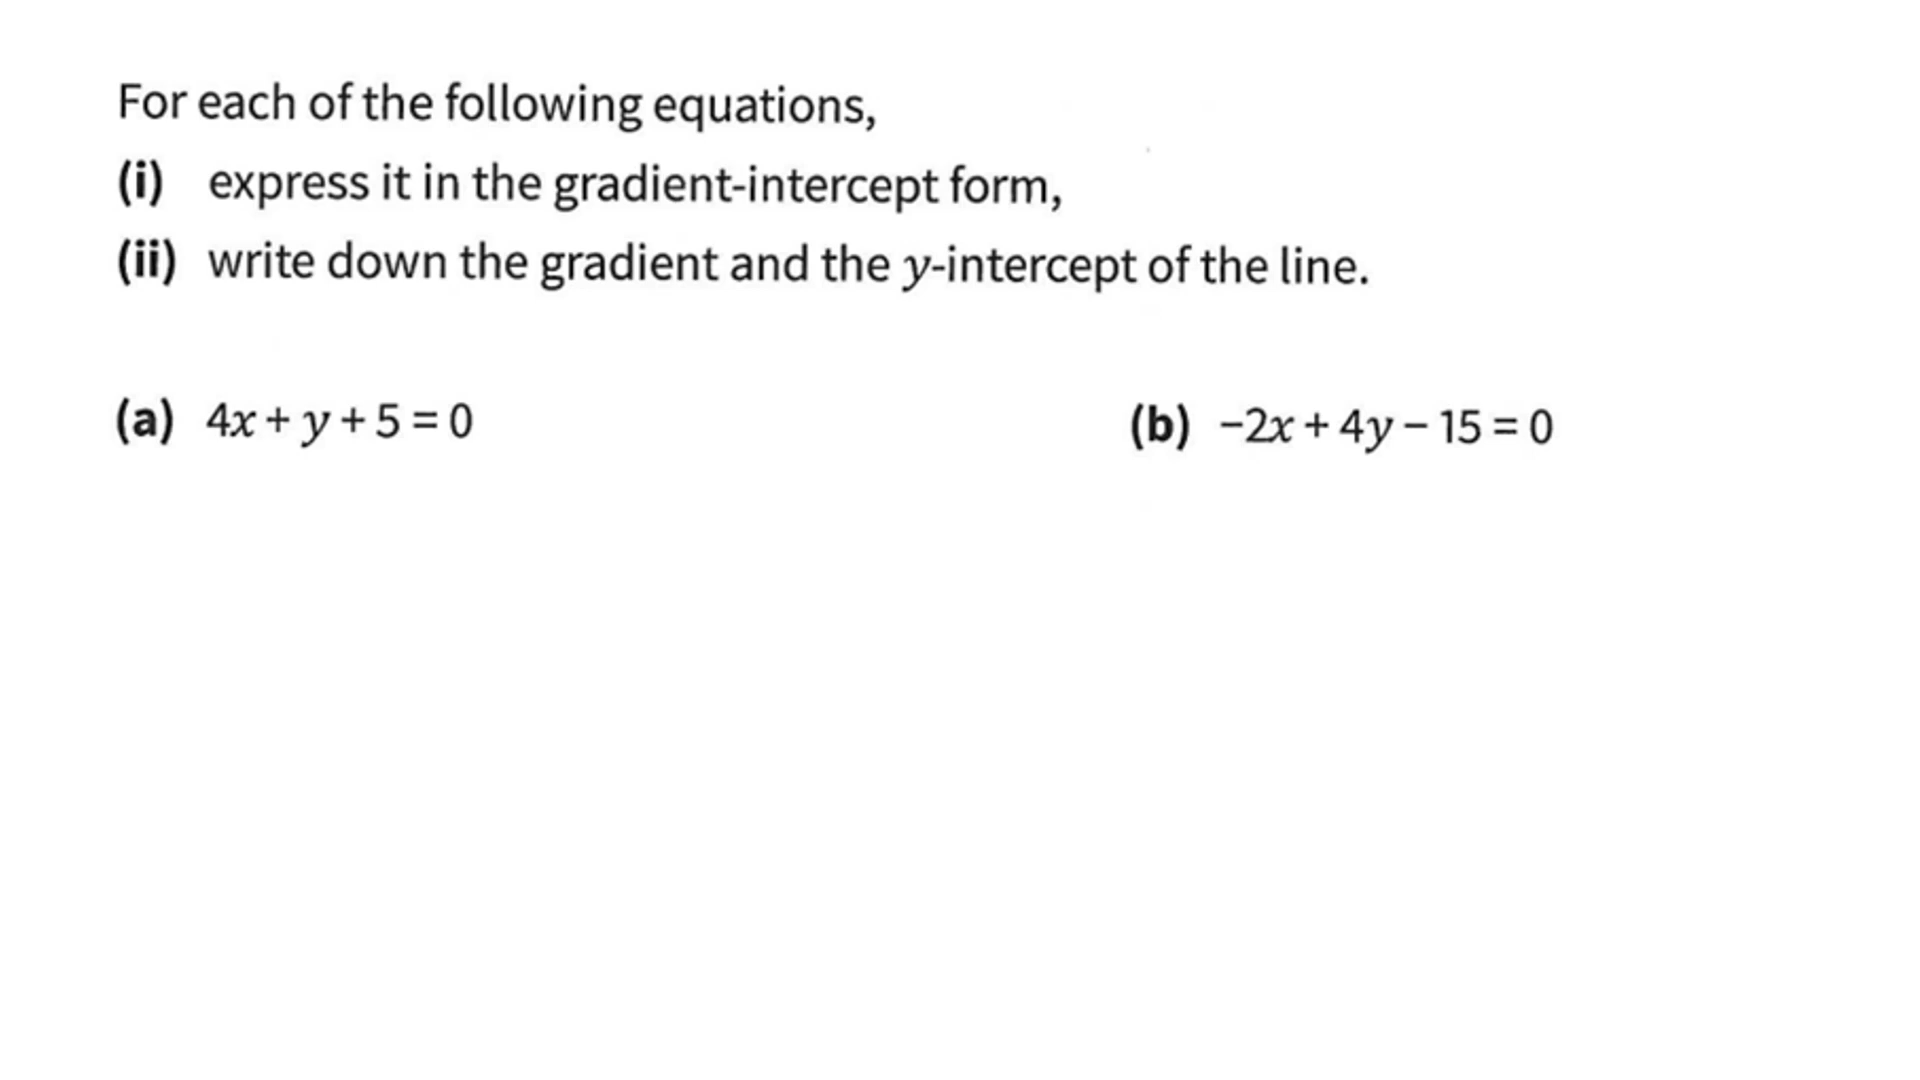 For each of the following equations,
(i) express it in the gradient-intercept form,
(ii) write down the gradient and the y-intercept of the line.
(a) 4x + y + 5 = 0
(b) −2x + 4y − 15 = 0